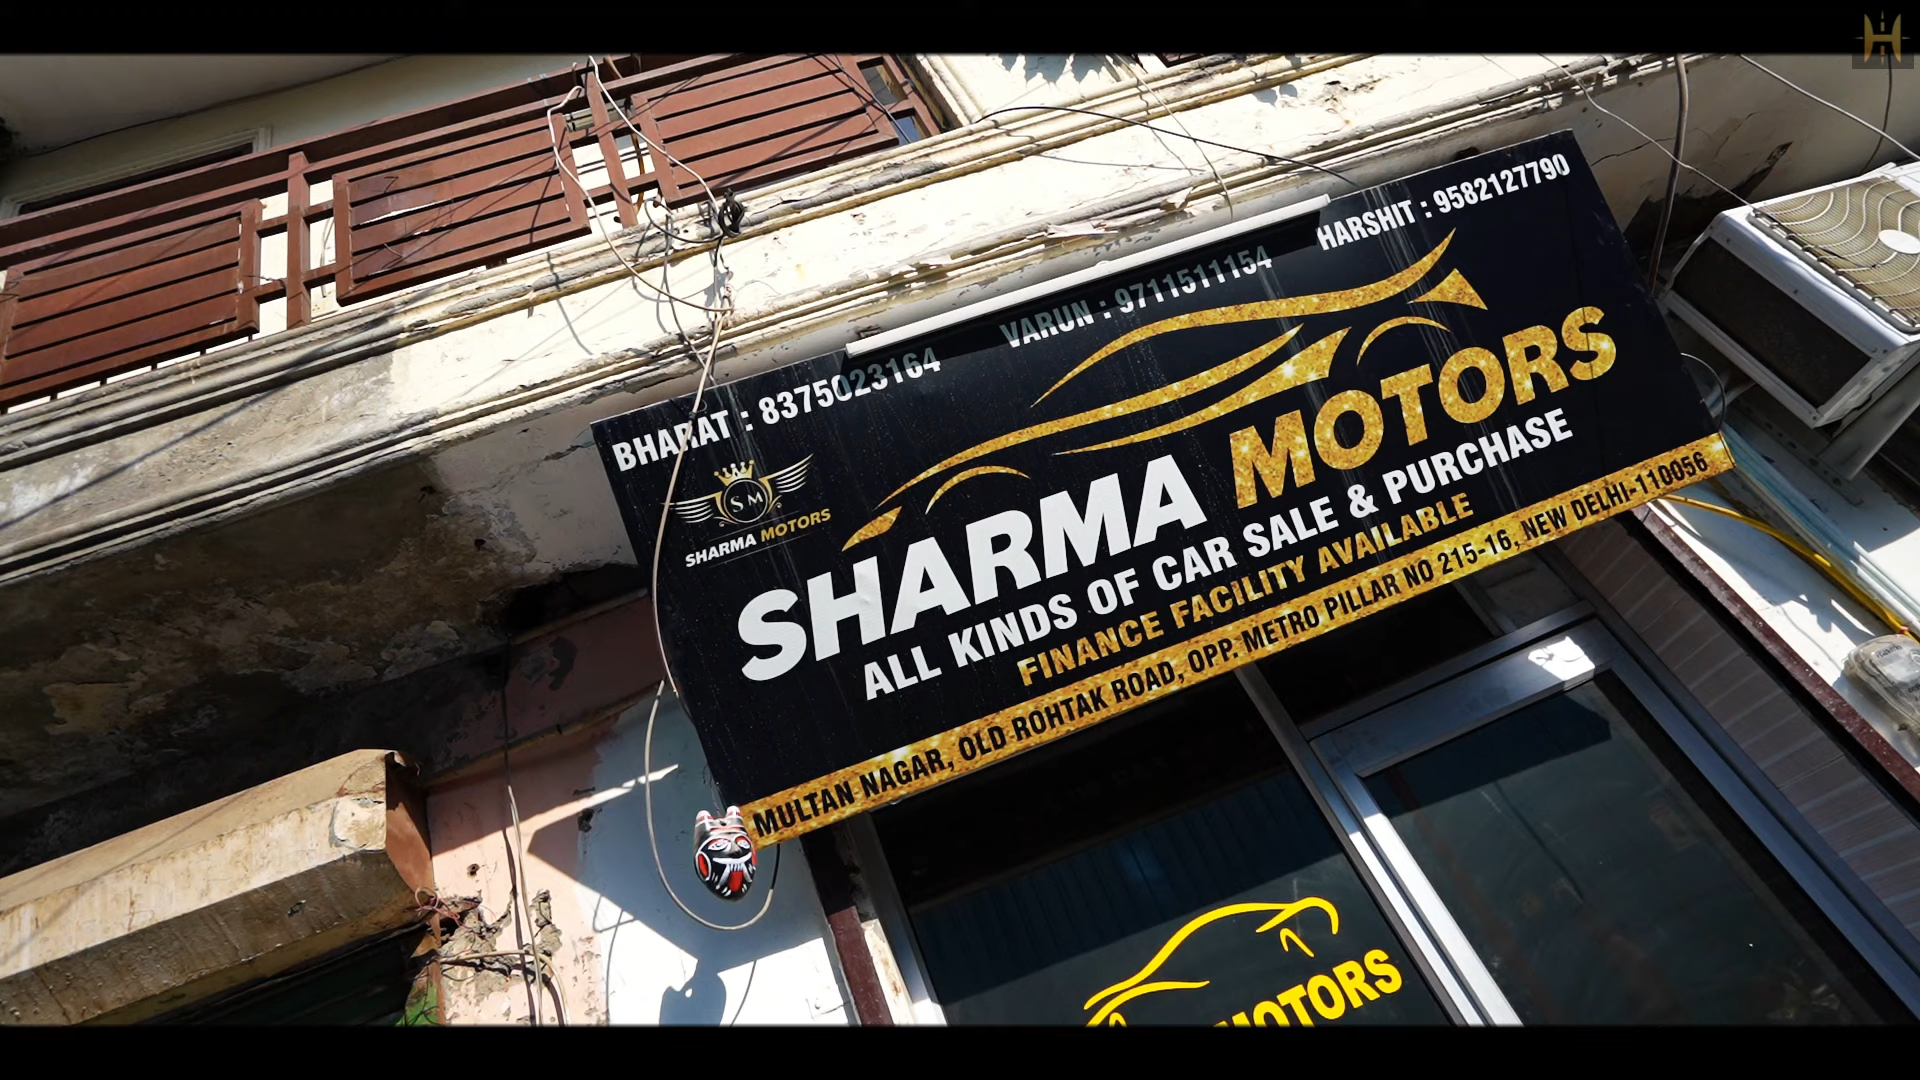 BHARAT : 8375023164 VARUN : 9711511154 HARSHIT : 9582127790
S M
SHARMA MOTORS
SHARMA MOTORS
ALL KINDS OF CAR SALE & PURCHASE
FINANCE FACILITY AVAILABLE
MULTAN NAGAR, OLD ROHTAK ROAD, OPP. METRO PILLAR NO 215-16, NEW DELHI-110056
MOTORS
H